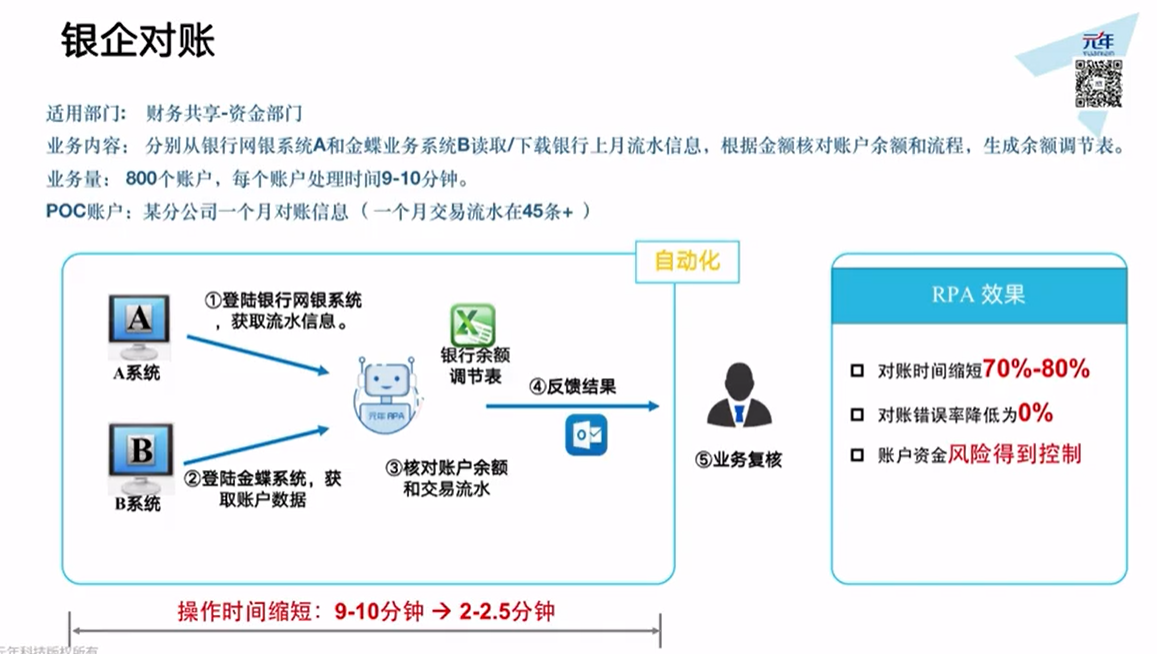 银企对账
元年
YUANIAN
适用部门： 财务共享-资金部门
业务内容： 分别从银行网银系统A和金蝶业务系统B读取/下载银行上月流水信息，根据金额核对账户余额和流程，生成余额调节表。
业务量： 800个账户，每个账户处理时间9-10分钟。
POC账户：某分公司一个月对账信息（ 一个月交易流水在45条+ ）
自动化
①登陆银行网银系统
，获取流水信息。
A
A系统
银行余额
调节表
元年 RPA
④反馈结果
B
B系统
②登陆金蝶系统，获
取账户数据
③核对账户余额
和交易流水
⑤业务复核
RPA 效果
对账时间缩短70%-80%
对账错误率降低为0%
账户资金风险得到控制
操作时间缩短：9-10分钟 → 2-2.5分钟
元年科技版权所有